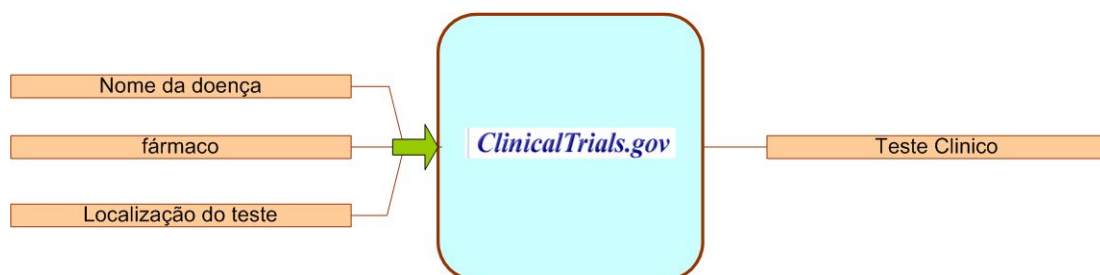 Nome da doença
fármaco
Localização do teste
ClinicalTrials.gov
Teste Clinico